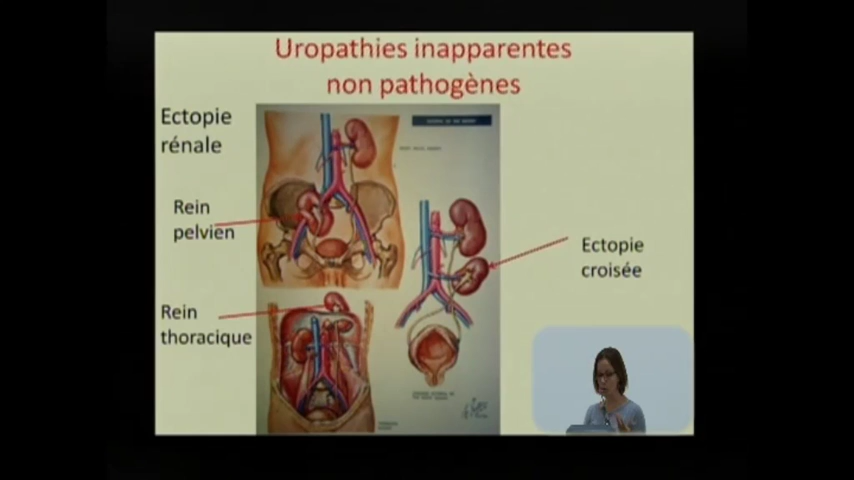 Uropathies inapparentes
non pathogènes
Ectopie
rénale
Rein
pelvien
Ectopie
croisée
Rein
thoracique